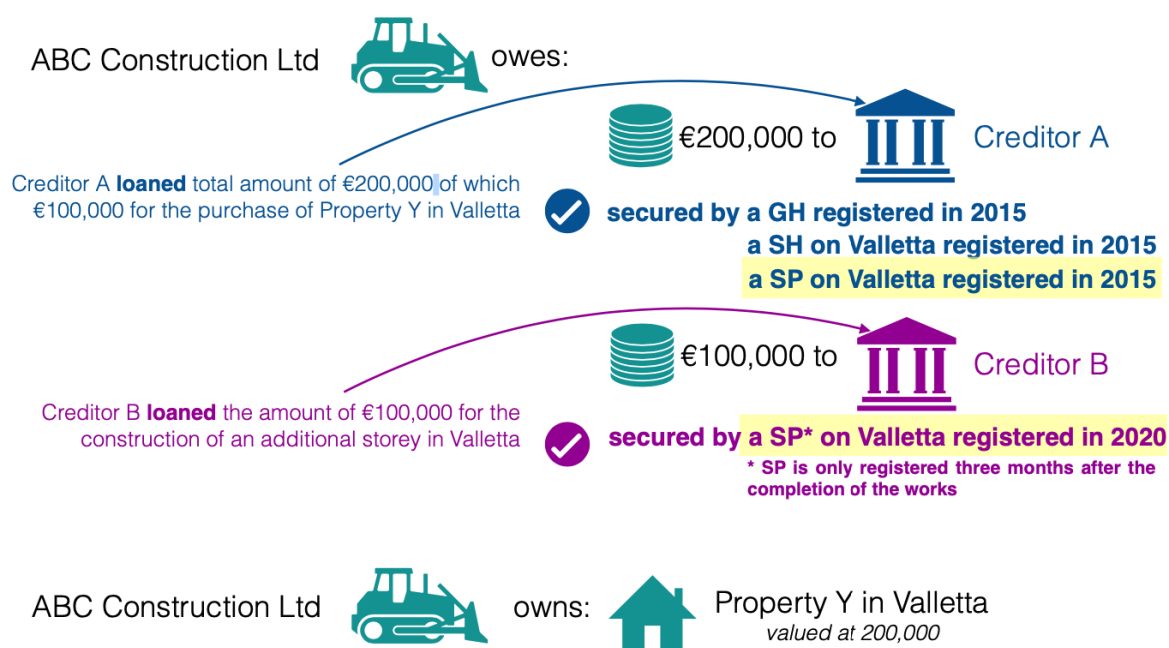 ABC Construction Ltd owes:
€200,000 to Creditor A
Creditor A loaned total amount of €200,000 of which
€100,000 for the purchase of Property Y in Valletta
secured by a GH registered in 2015
a SH on Valletta registered in 2015
a SP on Valletta registered in 2015
€100,000 to Creditor B
Creditor B loaned the amount of €100,000 for the
construction of an additional storey in Valletta
secured by a SP* on Valletta registered in 2020
* SP is only registered three months after the
completion of the works
ABC Construction Ltd owns: Property Y in Valletta
valued at 200,000